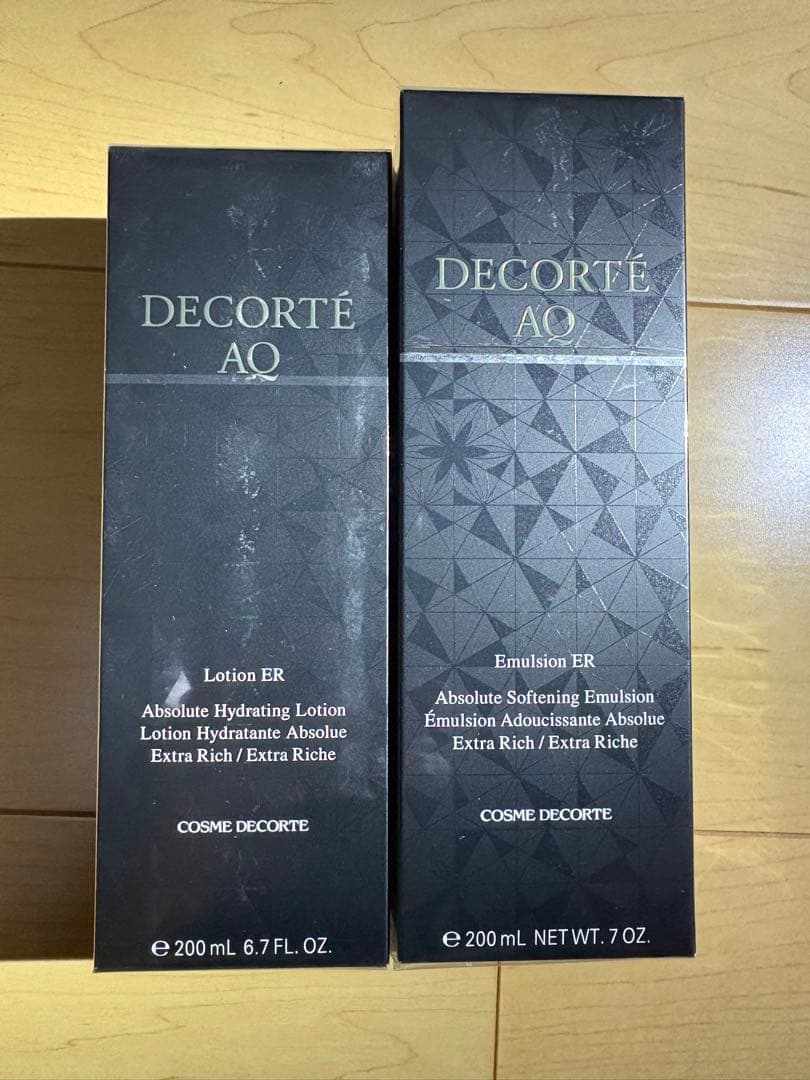 DECORTÉ
AQ
Lotion ER
Absolute Hydrating Lotion
Lotion Hydratante Absolue
Extra Rich / Extra Riche
COSME DECORTE
℮ 200 mL 6.7 FL. OZ.
DECORTÉ
AQ
Emulsion ER
Absolute Softening Emulsion
Émulsion Adoucissante Absolue
Extra Rich / Extra Riche
COSME DECORTE
℮ 200 mL NET WT. 7 OZ.